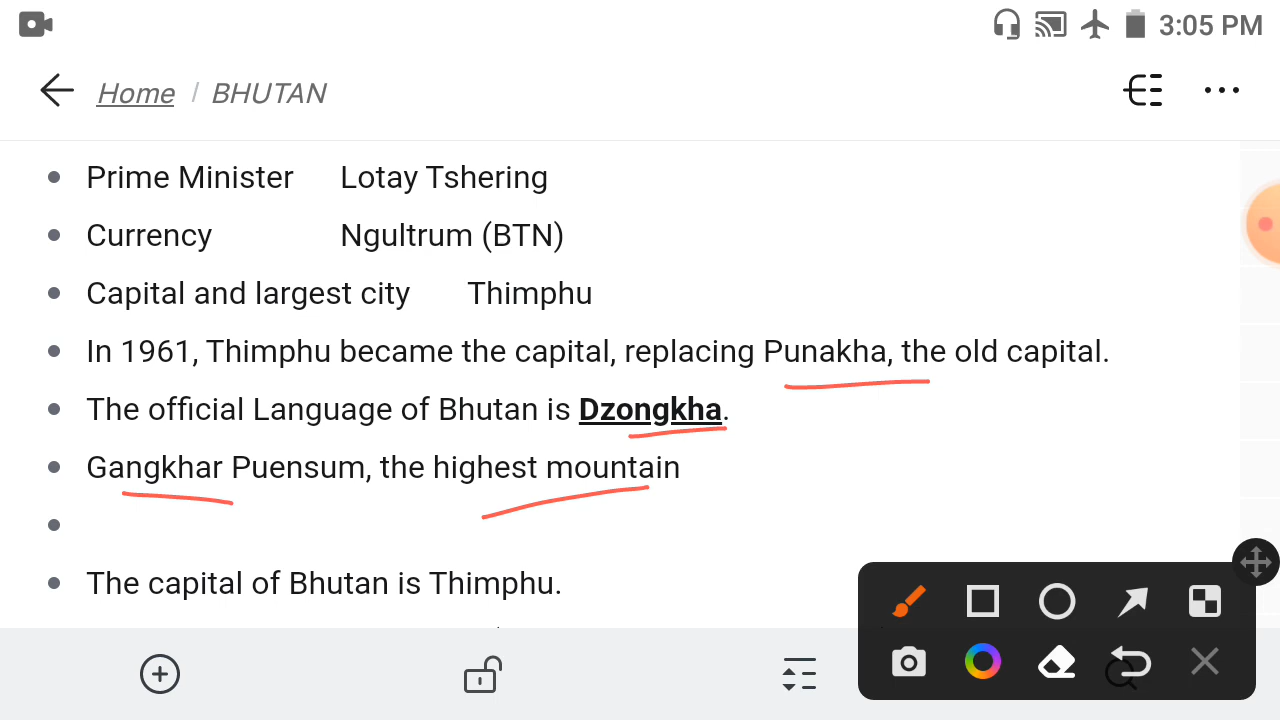 3:05 PM
Home / BHUTAN
Prime Minister Lotay Tshering
Currency Ngultrum (BTN)
Capital and largest city Thimphu
In 1961, Thimphu became the capital, replacing Punakha, the old capital.
The official Language of Bhutan is Dzongkha.
Gangkhar Puensum, the highest mountain
The capital of Bhutan is Thimphu.